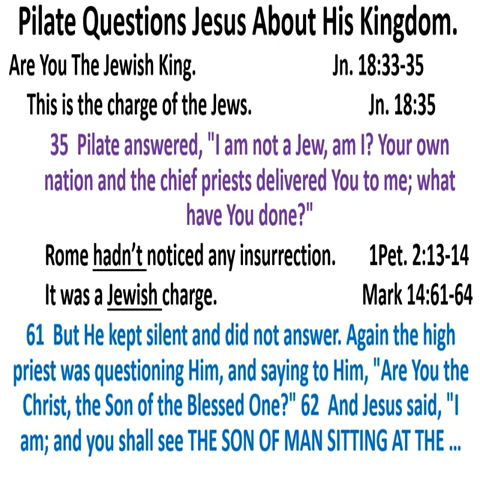 Pilate Questions Jesus About His Kingdom.
Are You The Jewish King. Jn. 18:33-35
This is the charge of the Jews. Jn. 18:35
35 Pilate answered, "I am not a Jew, am I? Your own
nation and the chief priests delivered You to me; what
have You done?"
Rome hadn’t noticed any insurrection. 1Pet. 2:13-14
It was a Jewish charge. Mark 14:61-64
61 But He kept silent and did not answer. Again the high
priest was questioning Him, and saying to Him, "Are You the
Christ, the Son of the Blessed One?" 62 And Jesus said, "I
am; and you shall see THE SON OF MAN SITTING AT THE ...